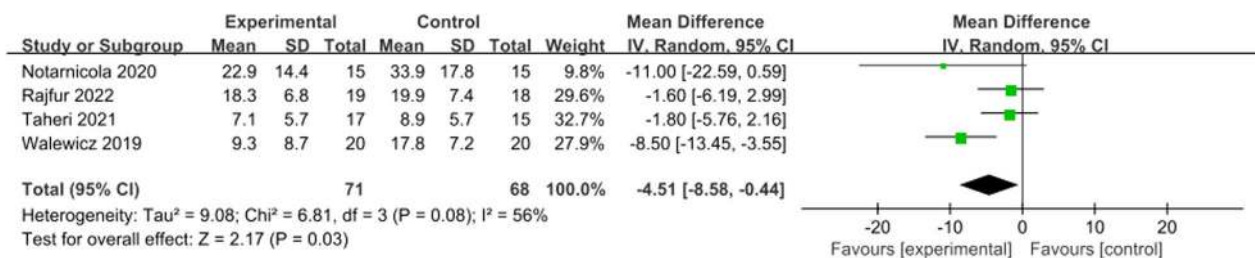 Experimental Control Mean Difference Mean Difference
Study or Subgroup Mean SD Total Mean SD Total Weight IV, Random, 95% CI IV, Random, 95% CI
Notarnicola 2020 22.9 14.4 15 33.9 17.8 15 9.8% -11.00 [-22.59, 0.59]
Rajfur 2022 18.3 6.8 19 19.9 7.4 18 29.6% -1.60 [-6.19, 2.99]
Taheri 2021 7.1 5.7 17 8.9 5.7 15 32.7% -1.80 [-5.76, 2.16]
Walewicz 2019 9.3 8.7 20 17.8 7.2 20 27.9% -8.50 [-13.45, -3.55]
Total (95% CI) 71 68 100.0% -4.51 [-8.58, -0.44]
Heterogeneity: Tau² = 9.08; Chi² = 6.81, df = 3 (P = 0.08); I² = 56%
Test for overall effect: Z = 2.17 (P = 0.03)
-20 -10 0 10 20
Favours [experimental] Favours [control]